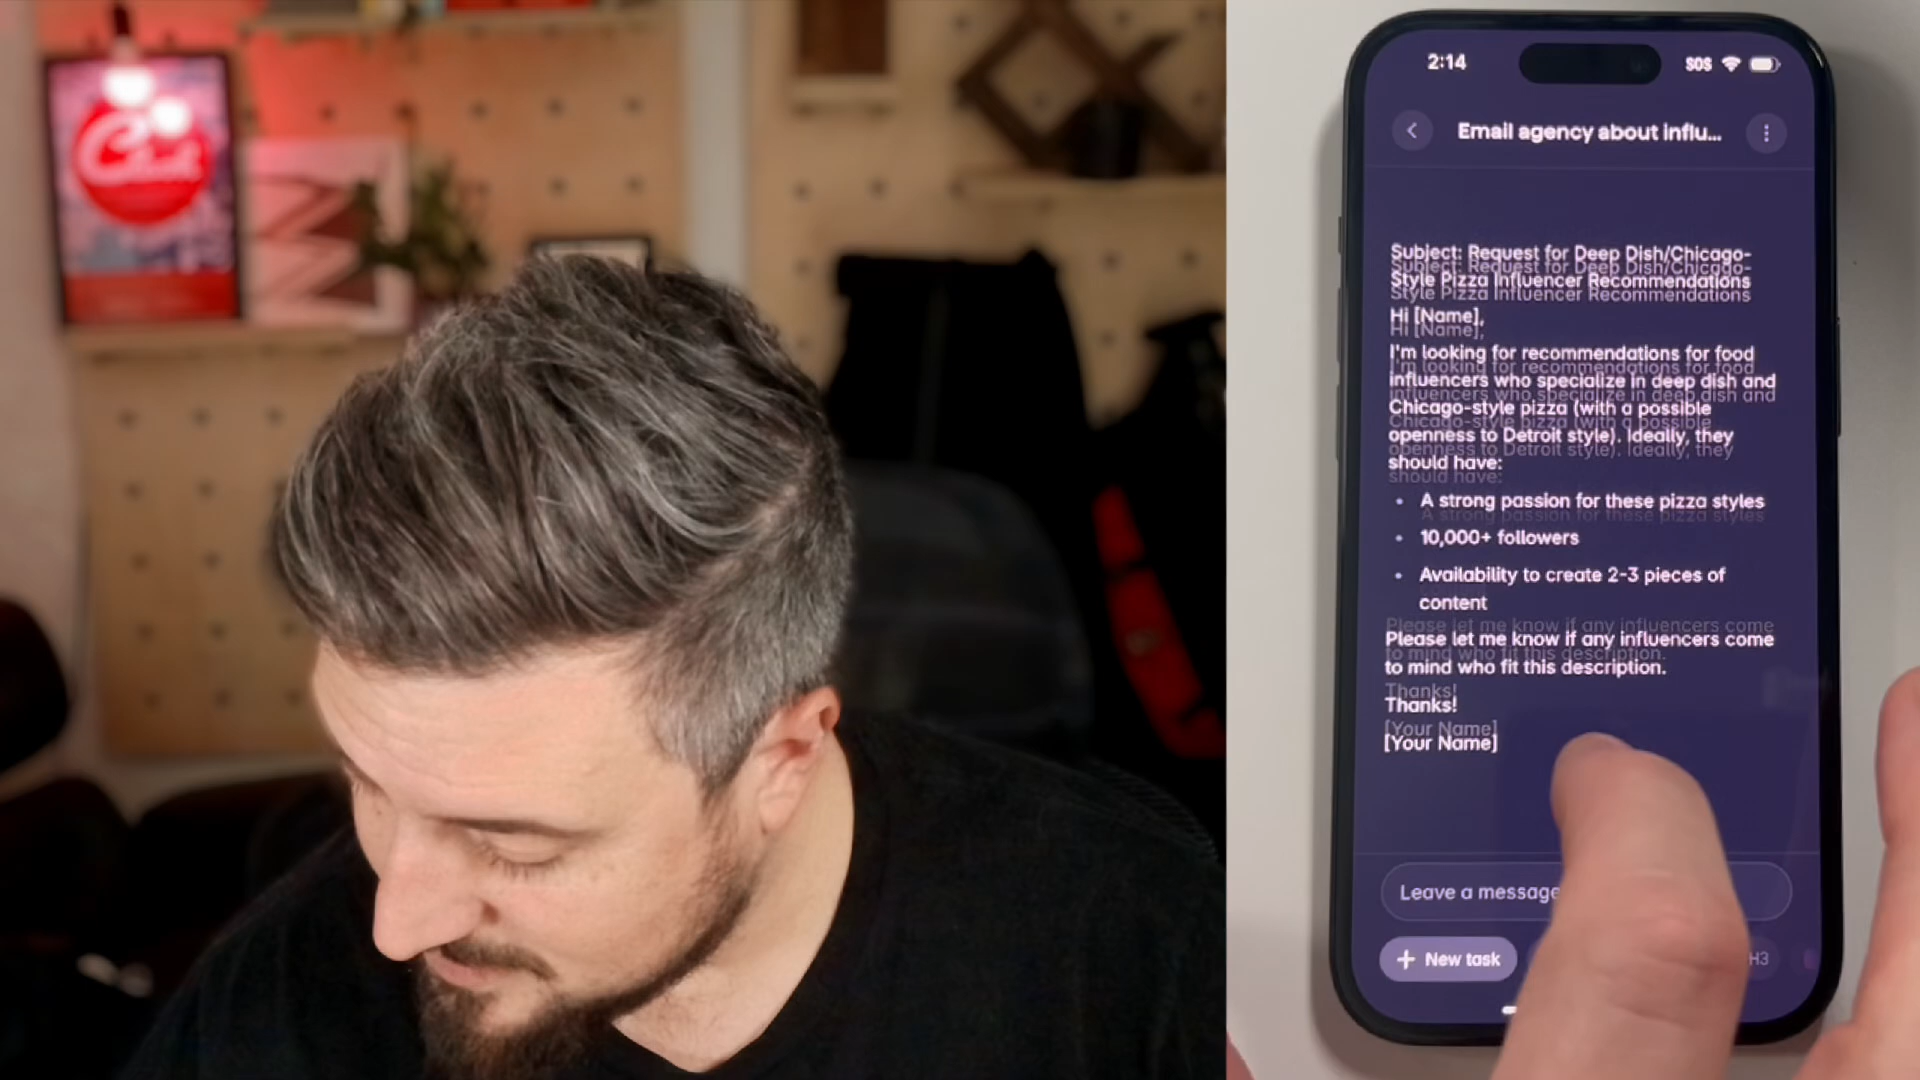 2:14
SOS
Email agency about influ...
Subject: Request for Deep Dish/Chicago-
Style Pizza Influencer Recommendations
Hi [Name],
I'm looking for recommendations for food
influencers who specialize in deep dish and
Chicago-style pizza (with a possible
openness to Detroit style). Ideally, they
should have:
• A strong passion for these pizza styles
• 10,000+ followers
• Availability to create 2-3 pieces of
content
Please let me know if any influencers come
to mind who fit this description.
Thanks!
[Your Name]
Leave a message
+ New task
H3